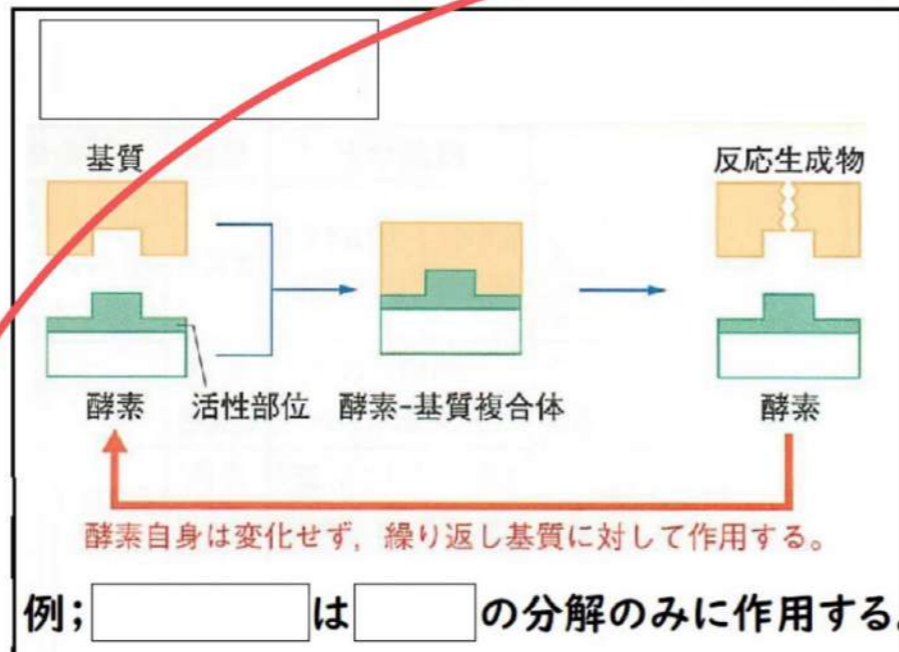 基質
反応生成物
酵素
活性部位
酵素-基質複合体
酵素
酵素自身は変化せず，繰り返し基質に対して作用する。
例; は の分解のみに作用する。